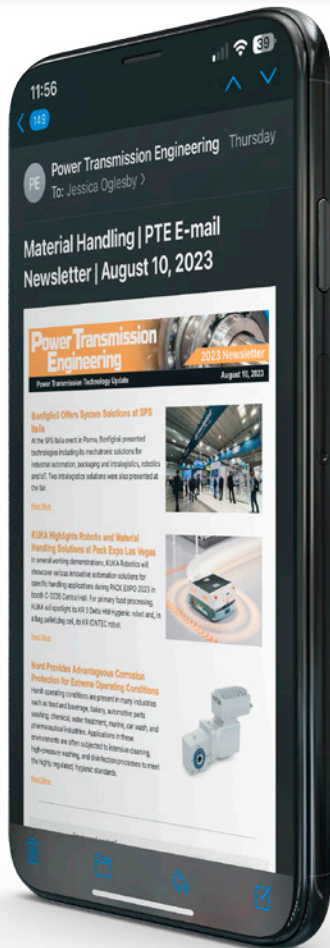 11:56
39
149
PE
Power Transmission Engineering
Thursday
To: Jessica Oglesby >
Material Handling | PTE E-mail
Newsletter | August 10, 2023
Power Transmission
Engineering
2023 Newsletter
Power Transmission Technology Update
August 10, 2023
Bonfiglioli Offers System Solutions at SPS
Italia
At the SPS Italia event in Parma, Bonfiglioli presented
technologies including its mechatronic solutions for
industrial automation, packaging and intralogistics, robotics
and IoT. Two intralogistics solutions were also presented at
the fair.
Read More
KUKA Highlights Robotic and Material
Handling Solutions at Pack Expo Las Vegas
In several working demonstrations, KUKA Robotics will
showcase various innovative automation solutions for
specific handling applications during PACK EXPO 2023 in
booth C-3236 Central Hall. For primary food processing,
KUKA will spotlight its KR 3 Delta HM Hygienic robot and, in
a bag palletizing cell, its KR IONTEC robot.
Read More
Nord Provides Advantageous Corrosion
Protection for Extreme Operating Conditions
Harsh operating conditions are present in many industries
such as food and beverage, bakery, automotive parts
washing, chemical, water treatment, marine, car wash, and
pharmaceutical industries. Applications in these
environments are often subjected to intensive cleaning,
high-pressure washing, and disinfection processes to meet
the highly regulated, hygienic standards.
Read More